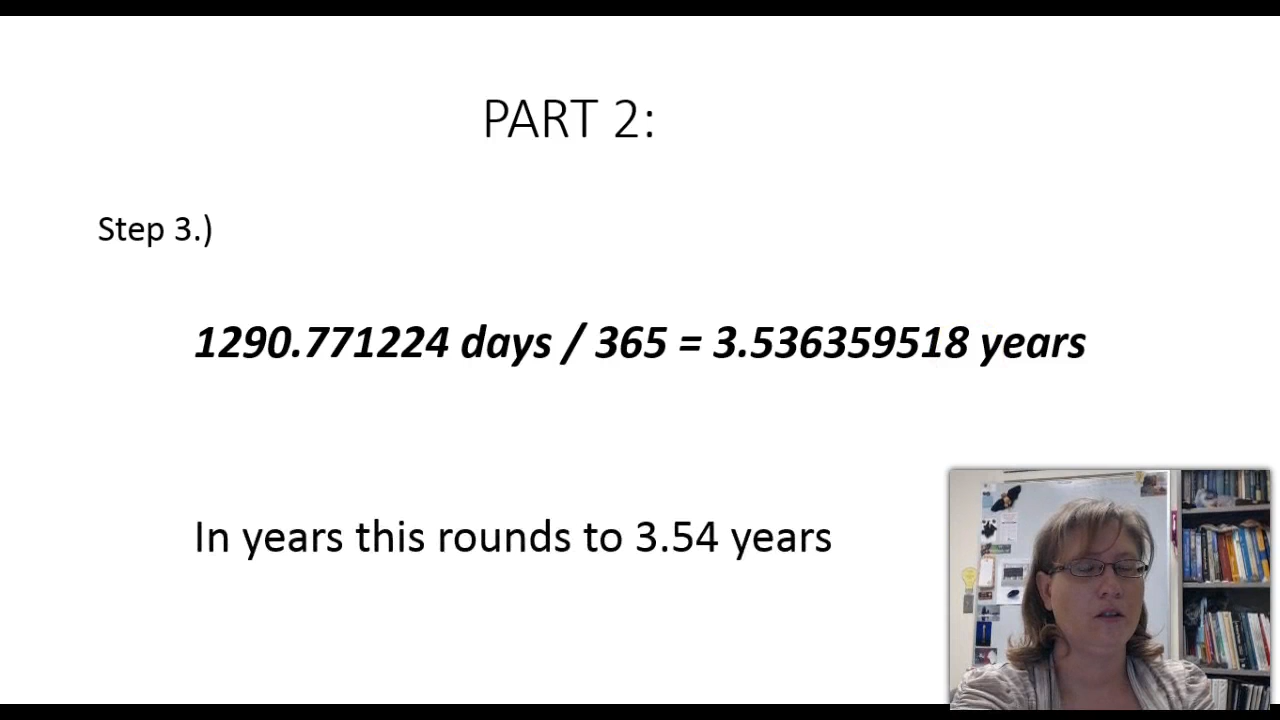 PART 2:
Step 3.)
1290.771224 days / 365 = 3.536359518 years
In years this rounds to 3.54 years